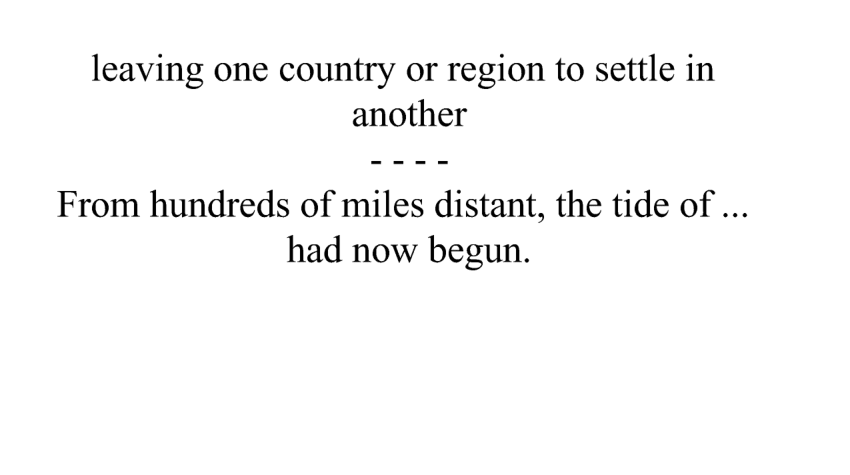 leaving one country or region to settle in
another
- - - -
From hundreds of miles distant, the tide of ...
had now begun.